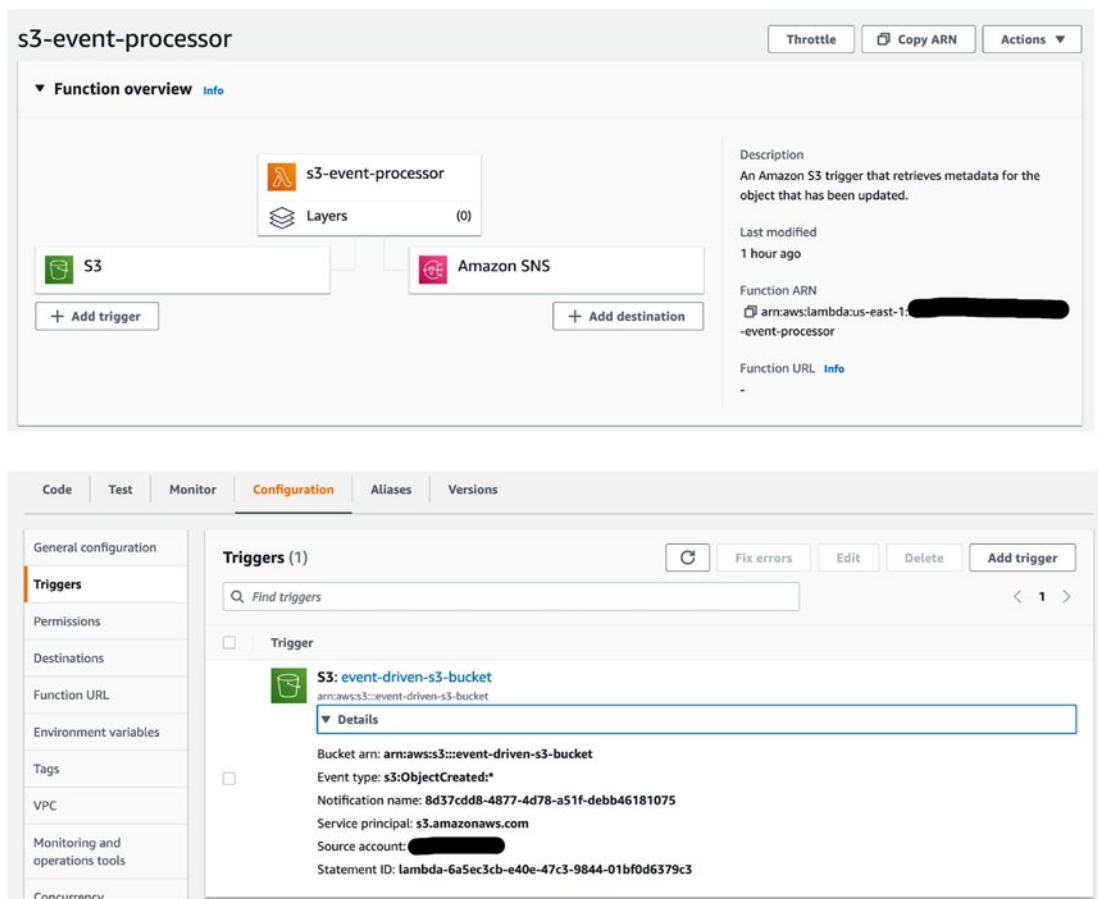 s3-event-processor
Throttle
Copy ARN
Actions
Function overview Info
s3-event-processor
Layers (0)
S3
Amazon SNS
+ Add trigger
+ Add destination
Description
An Amazon S3 trigger that retrieves metadata for the
object that has been updated.
Last modified
1 hour ago
Function ARN
arn:aws:lambda:us-east-1:
-event-processor
Function URL Info
-
Code Test Monitor Configuration Aliases Versions
General configuration
Triggers
Permissions
Destinations
Function URL
Environment variables
Tags
VPC
Monitoring and
operations tools
Concurrency
Triggers (1)
Fix errors
Edit
Delete
Add trigger
Find triggers
1
Trigger
S3: event-driven-s3-bucket
arn:aws:s3:::event-driven-s3-bucket
Details
Bucket arn: arn:aws:s3:::event-driven-s3-bucket
Event type: s3:ObjectCreated:*
Notification name: 8d37cdd8-4877-4d78-a51f-debb46181075
Service principal: s3.amazonaws.com
Source account:
Statement ID: lambda-6a5ec3cb-e40e-47c3-9844-01bf0d6379c3